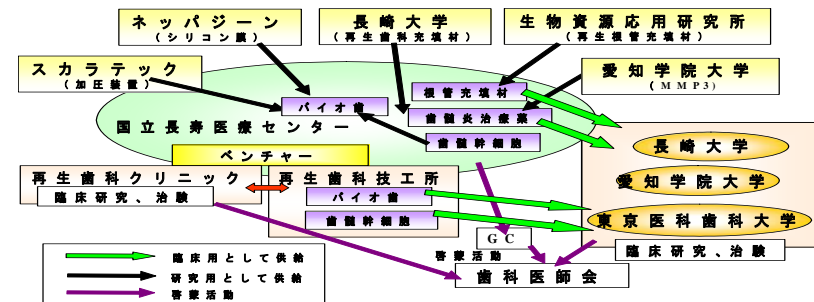 ネッパジーン
(シリコン膜)
長崎大学
(再生歯科充填材)
生物資源応用研究所
(再生根管充填材)
スカラテック
(加圧装置)
愛知学院大学
(MMP3)
根管充填材
バイオ歯
歯髄炎治療薬
国立長寿医療センター
歯髄幹細胞
長崎大学
ベンチャー
再生歯科クリニック
再生歯科技工所
愛知学院大学
臨床研究、治験
バイオ歯
歯髄幹細胞
東京医科歯科大学
GC
臨床研究、治験
啓蒙活動
臨床用として供給
研究用として供給
歯科医師会
啓蒙活動